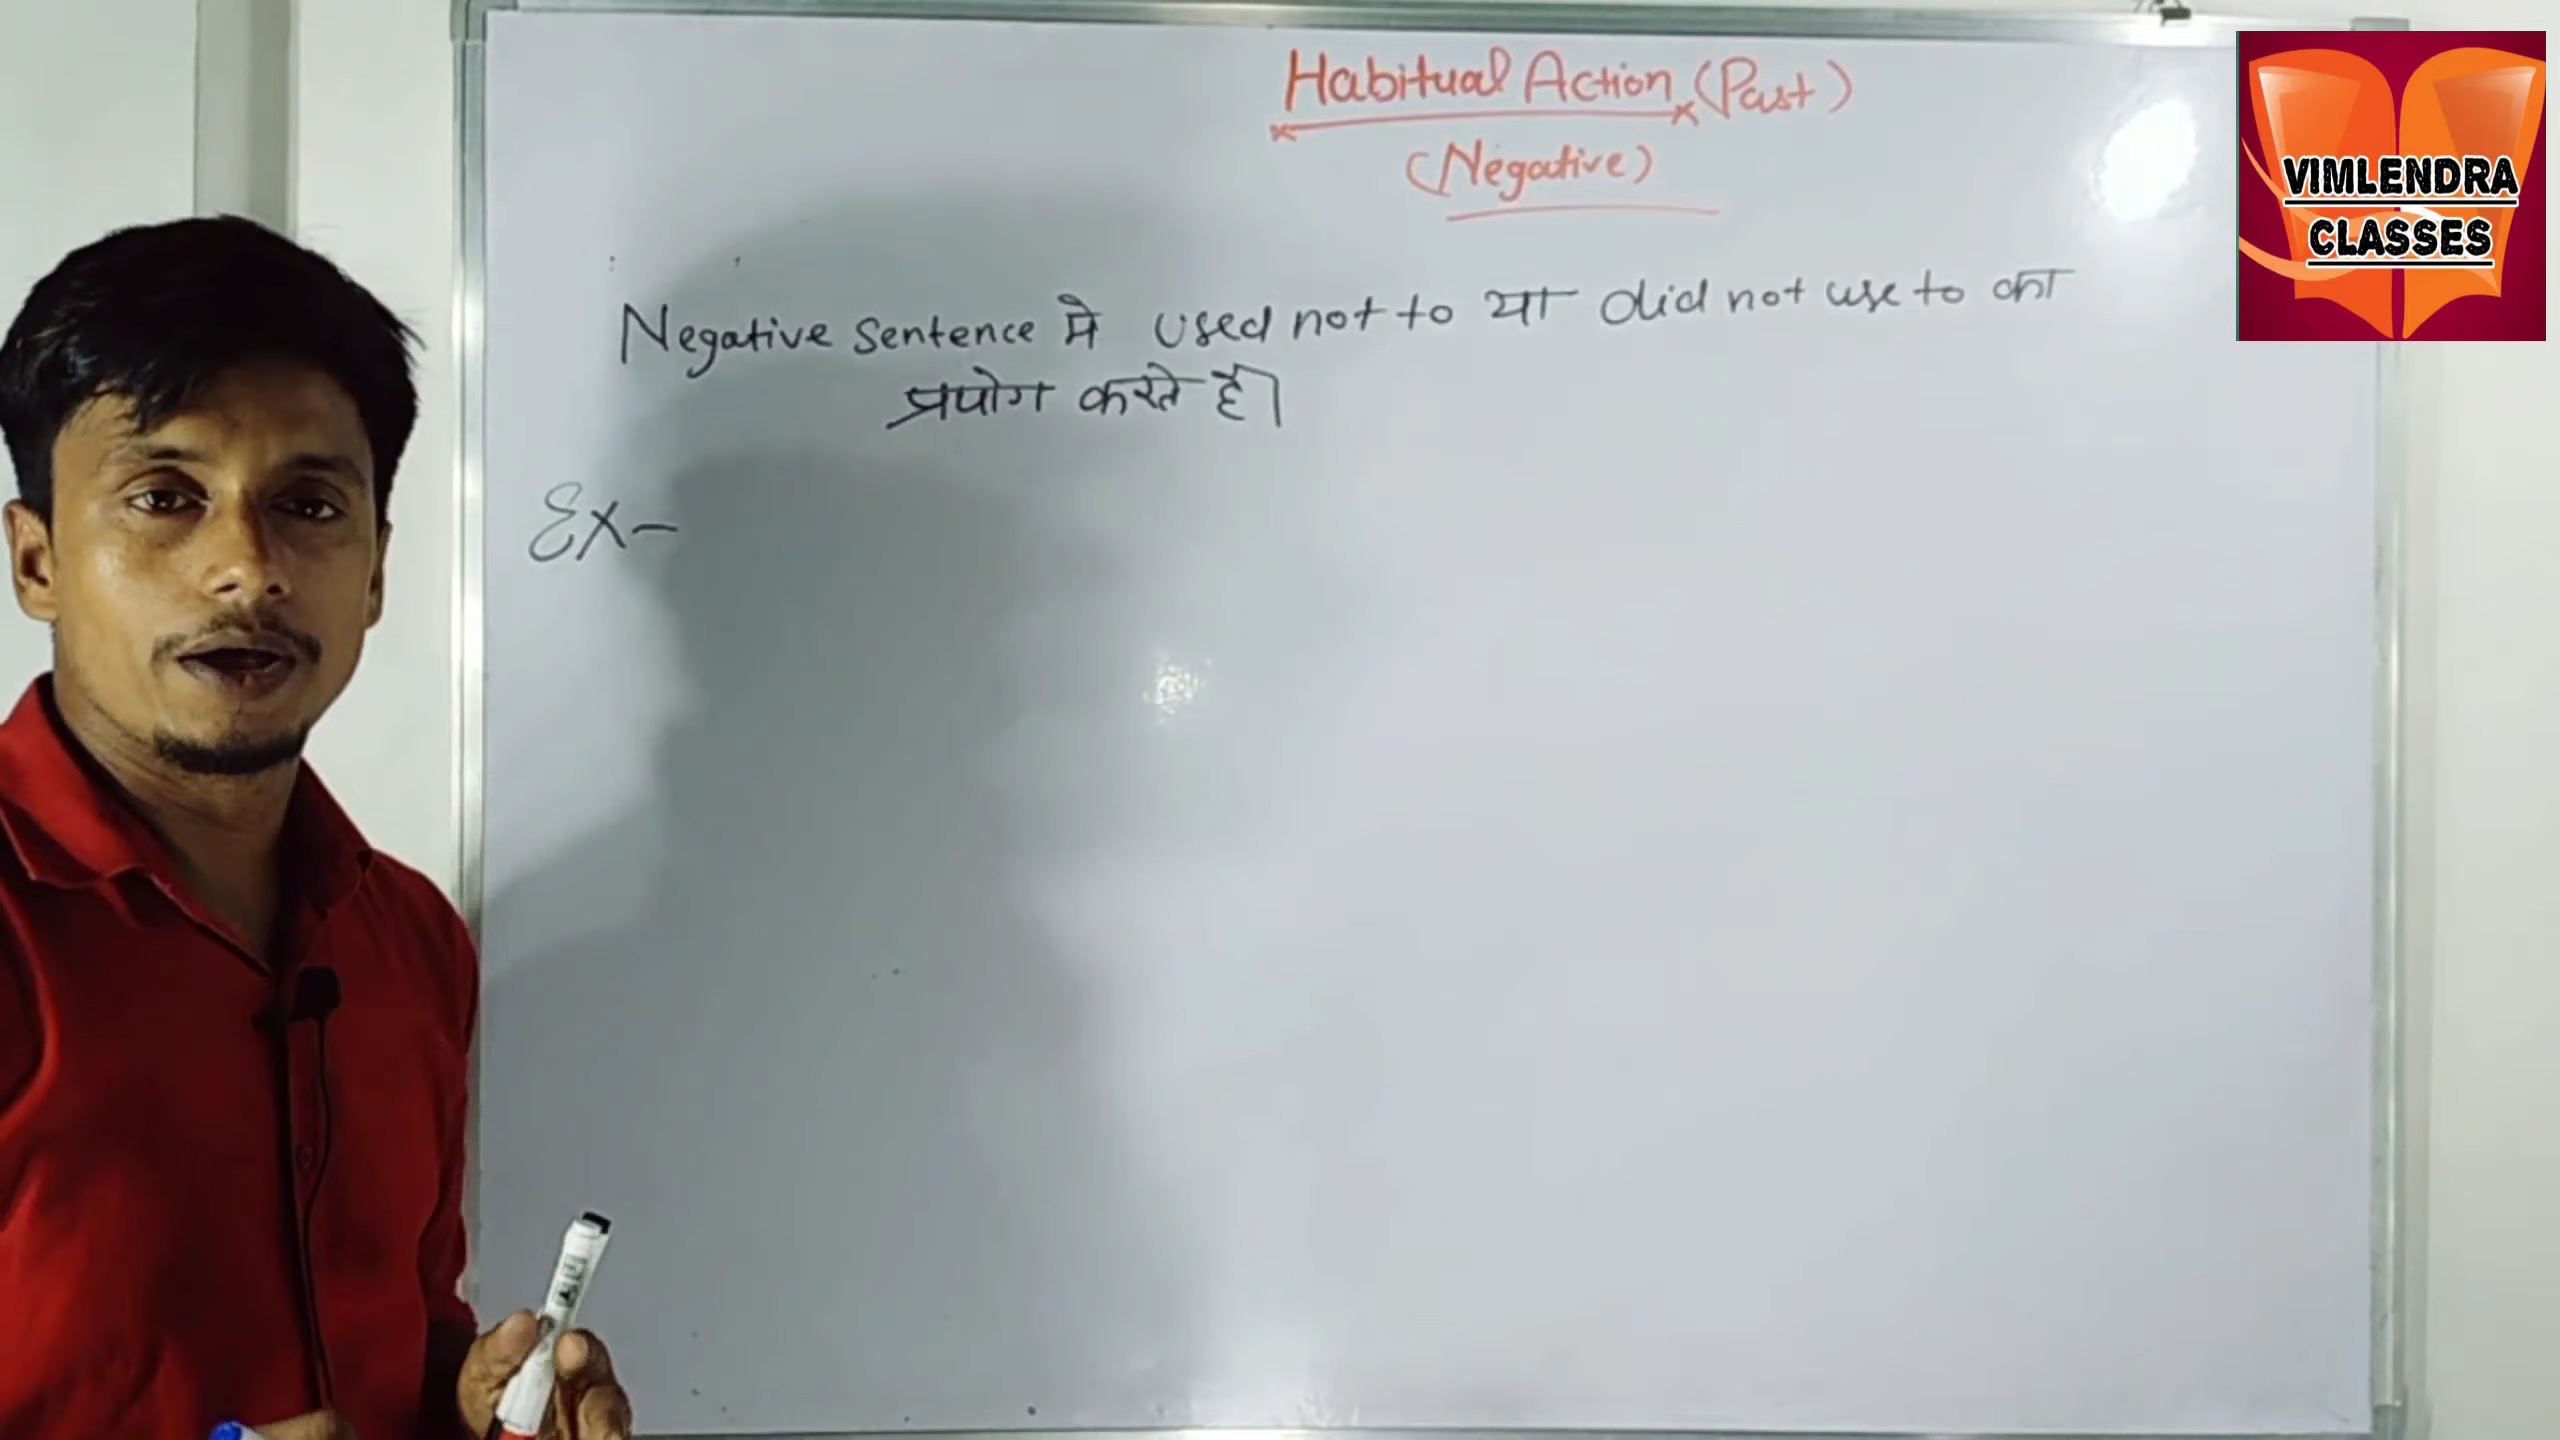 Habitual Action (Past)
(Negative)
Negative Sentence मे used not to या did not use to का
प्रयोग करते है।
Ex-
VIMLENDRA
CLASSES